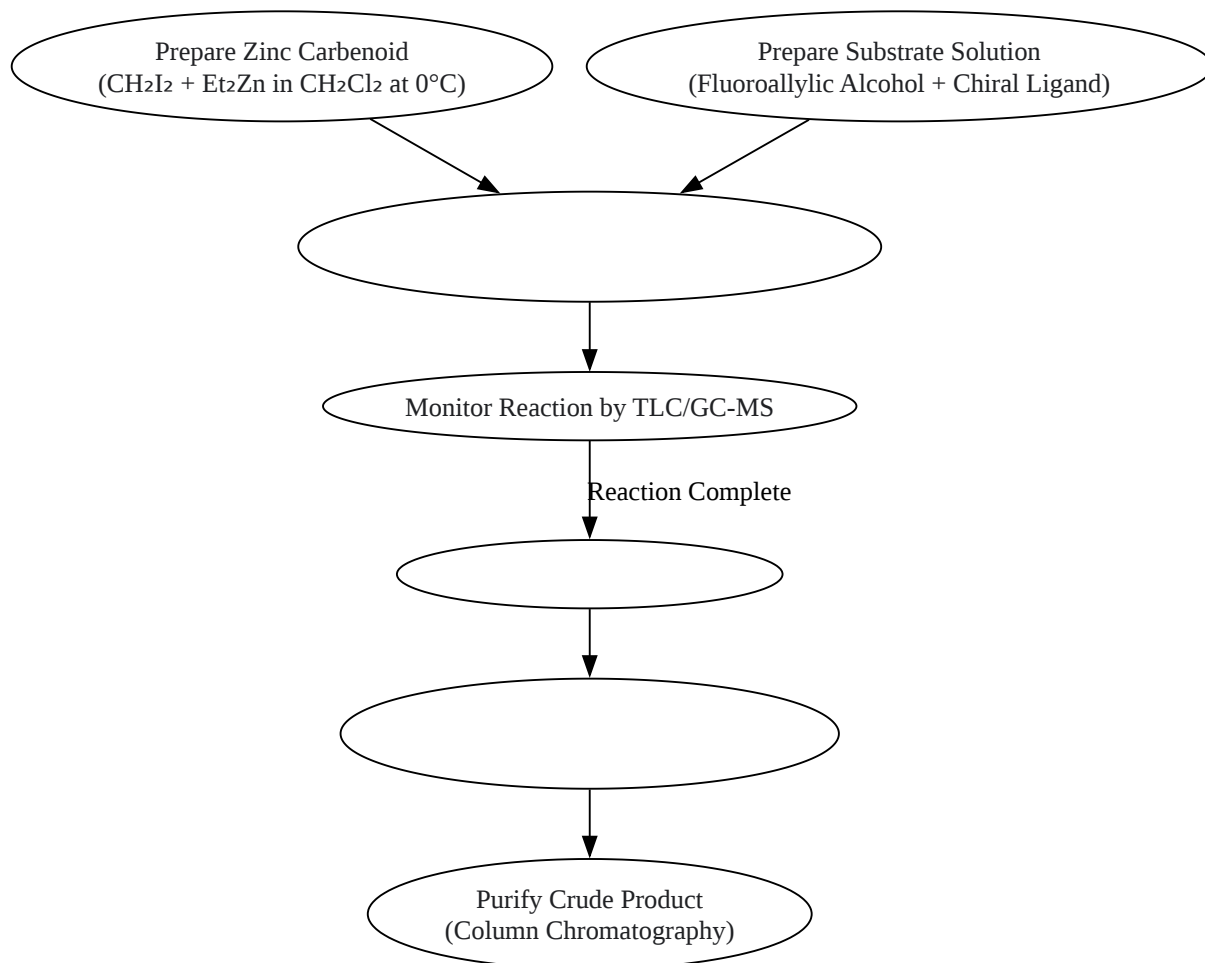 Prepare Zinc Carbenoid
(CH₂I₂ + Et₂Zn in CH₂Cl₂ at 0°C)
Prepare Substrate Solution
(Fluoroallylic Alcohol + Chiral Ligand)
Monitor Reaction by TLC/GC-MS
Reaction Complete
Purify Crude Product
(Column Chromatography)